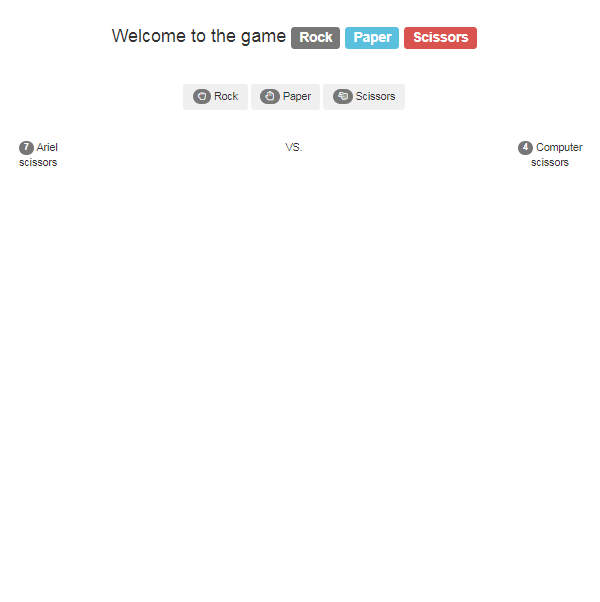 Welcome to the game Rock Paper Scissors
Rock Paper Scissors
7 Ariel VS. 4 Computer
scissors scissors